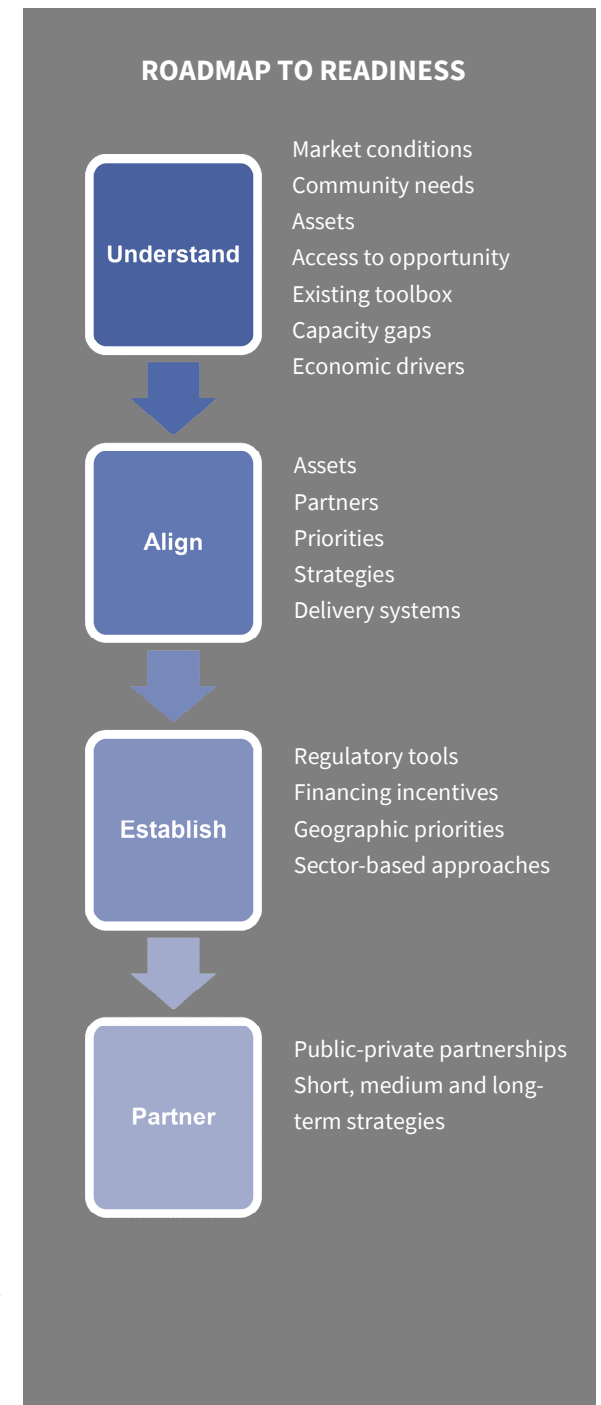 ROADMAP TO READINESS
Understand
Market conditions
Community needs
Assets
Access to opportunity
Existing toolbox
Capacity gaps
Economic drivers
Align
Assets
Partners
Priorities
Strategies
Delivery systems
Establish
Regulatory tools
Financing incentives
Geographic priorities
Sector-based approaches
Partner
Public-private partnerships
Short, medium and long-
term strategies